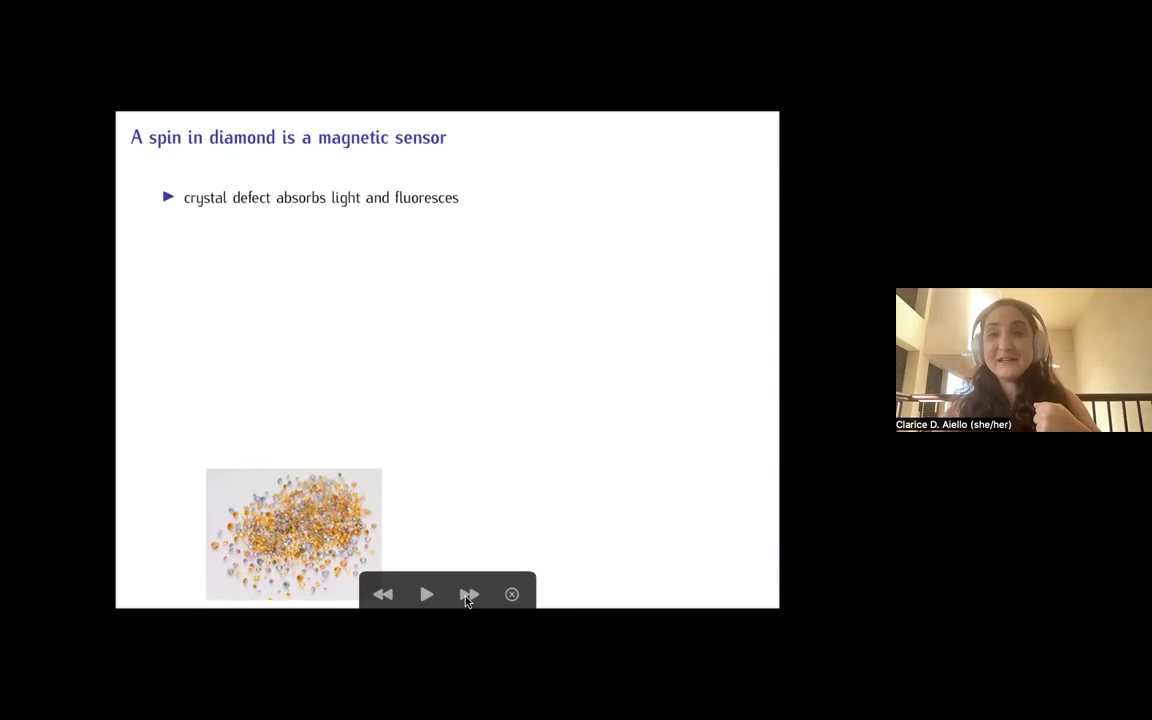 A spin in diamond is a magnetic sensor
crystal defect absorbs light and fluoresces
Clarice D. Aiello (she/her)